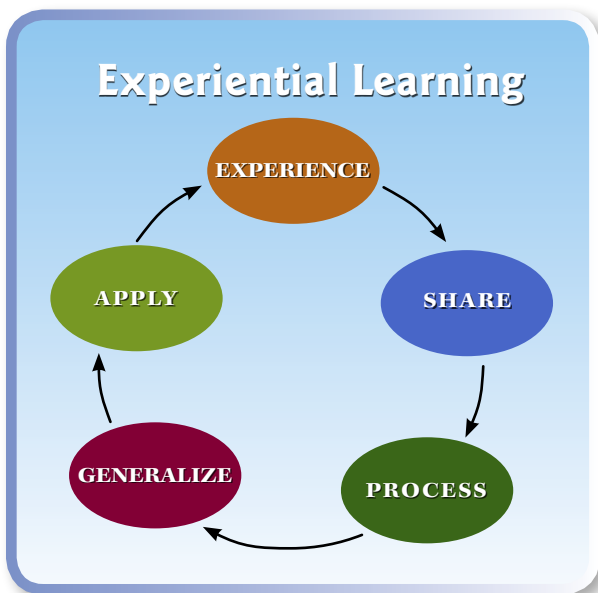 Experiential Learning
EXPERIENCE
SHARE
PROCESS
GENERALIZE
APPLY